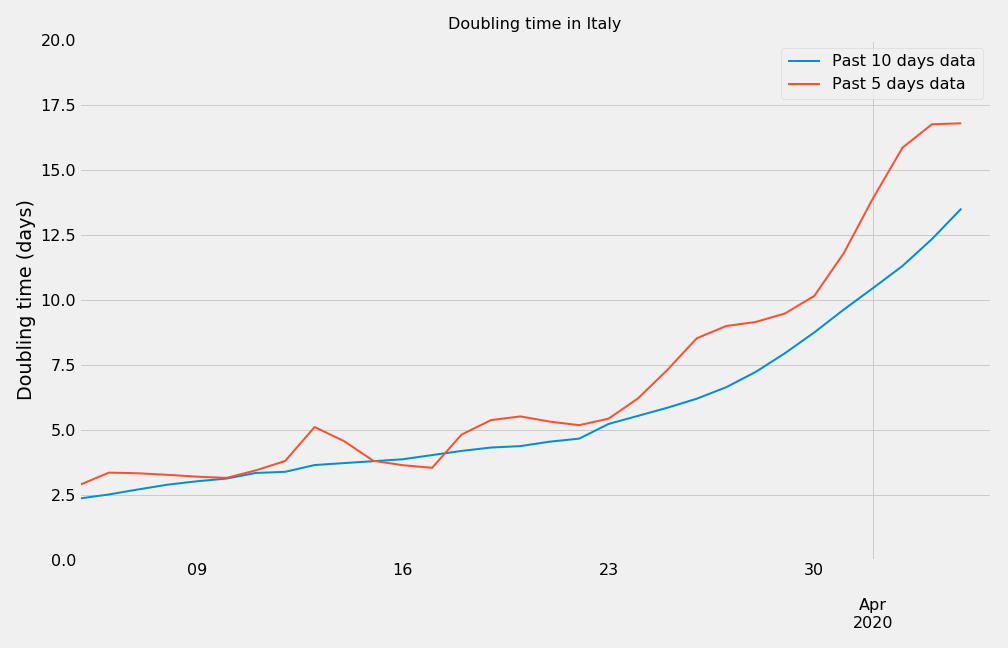 Doubling time in Italy
Past 10 days data
Past 5 days data
Doubling time (days)
20.0
17.5
15.0
12.5
10.0
7.5
5.0
2.5
0.0
09 16 23 30
Apr
2020